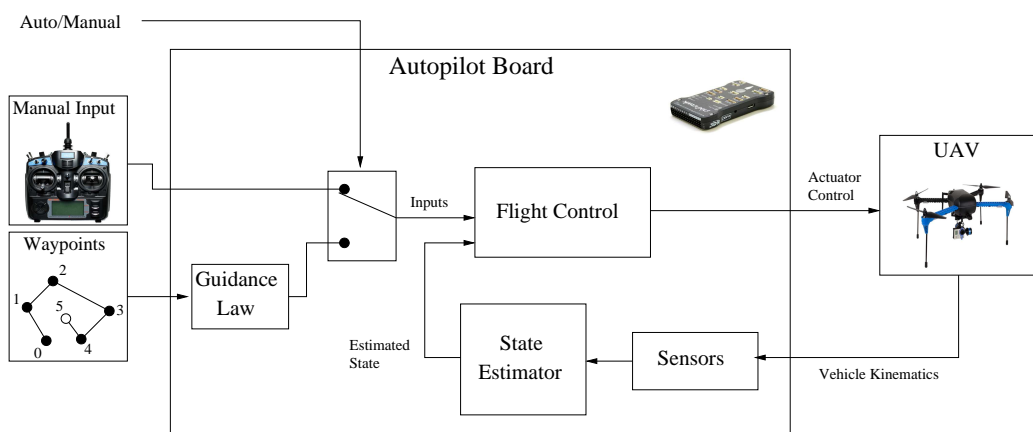 Auto/Manual
Autopilot Board
Manual Input
UAV
Actuator
Control
Inputs
Flight Control
Waypoints
2
1
5
3
0
4
Guidance
Law
Estimated
State
State
Estimator
Sensors
Vehicle Kinematics